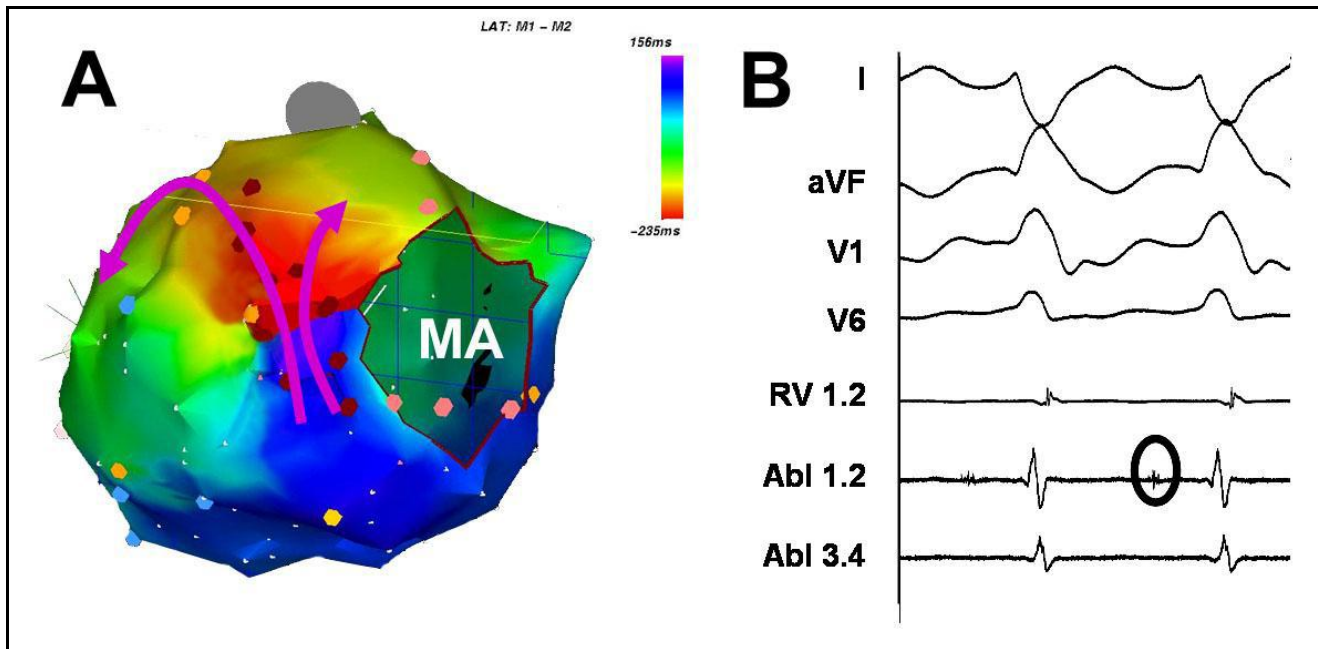 A
LAT: M1 - M2
156ms
-235ms
MA
B
I
aVF
V1
V6
RV 1.2
Abl 1.2
Abl 3.4